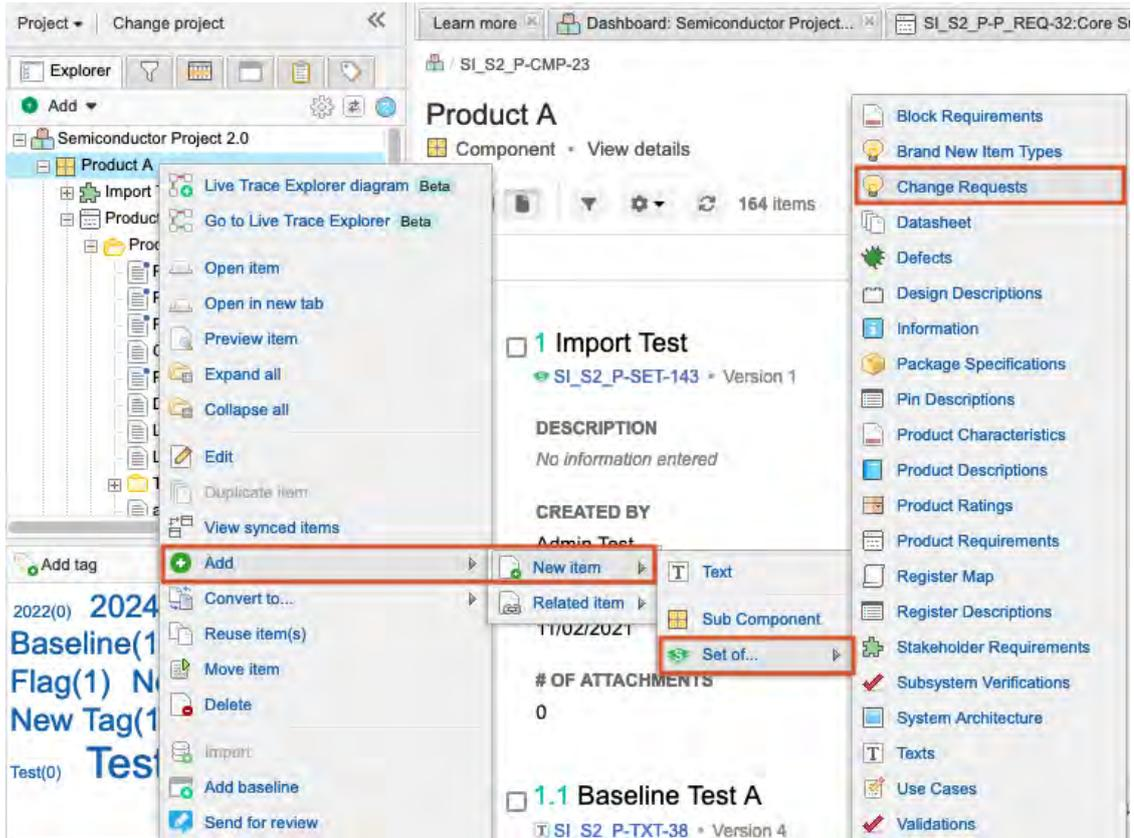 Project
Change project
Learn more
Dashboard: Semiconductor Project...
SI_S2_P-P_REQ-32:Core
Explorer
Add
Semiconductor Project 2.0
Product A
Import
SI_S2_P-CMP-23
Product A
Component • View details
164 items
1 Import Test
SI_S2_P-SET-143 • Version 1
DESCRIPTION
No information entered
CREATED BY
Admin Test
11/02/2021
# OF ATTACHMENTS
0
1.1 Baseline Test A
SI_S2_P-TXT-38 • Version 4
Live Trace Explorer diagram Beta
Go to Live Trace Explorer Beta
Open item
Open in new tab
Preview item
Expand all
Collapse all
Edit
Duplicate item
View synced items
Add
Convert to...
Reuse item(s)
Move item
Delete
Import
Add baseline
Send for review
New item
Related item
Text
Sub Component
Set of...
Block Requirements
Brand New Item Types
Change Requests
Datasheet
Defects
Design Descriptions
Information
Package Specifications
Pin Descriptions
Product Characteristics
Product Descriptions
Product Ratings
Product Requirements
Register Map
Register Descriptions
Stakeholder Requirements
Subsystem Verifications
System Architecture
Texts
Use Cases
Validations
Add tag
2022(0) 2024
Baseline(1
Flag(1)
New Tag(1
Test(0) Test